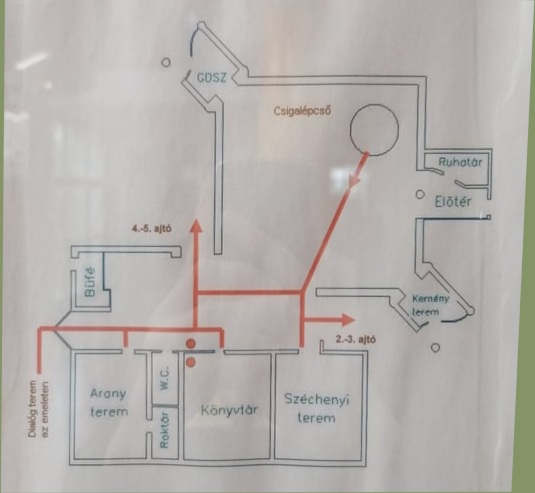 GDSZ
Csigalépcső
Ruhatár
Előtér
4.-5. ajtó
Büfé
Kemény
terem
2.-3. ajtó
Dialóg terem
az emeleten
Arany
terem
W.C.
Raktár
Könyvtár
Széchenyi
terem